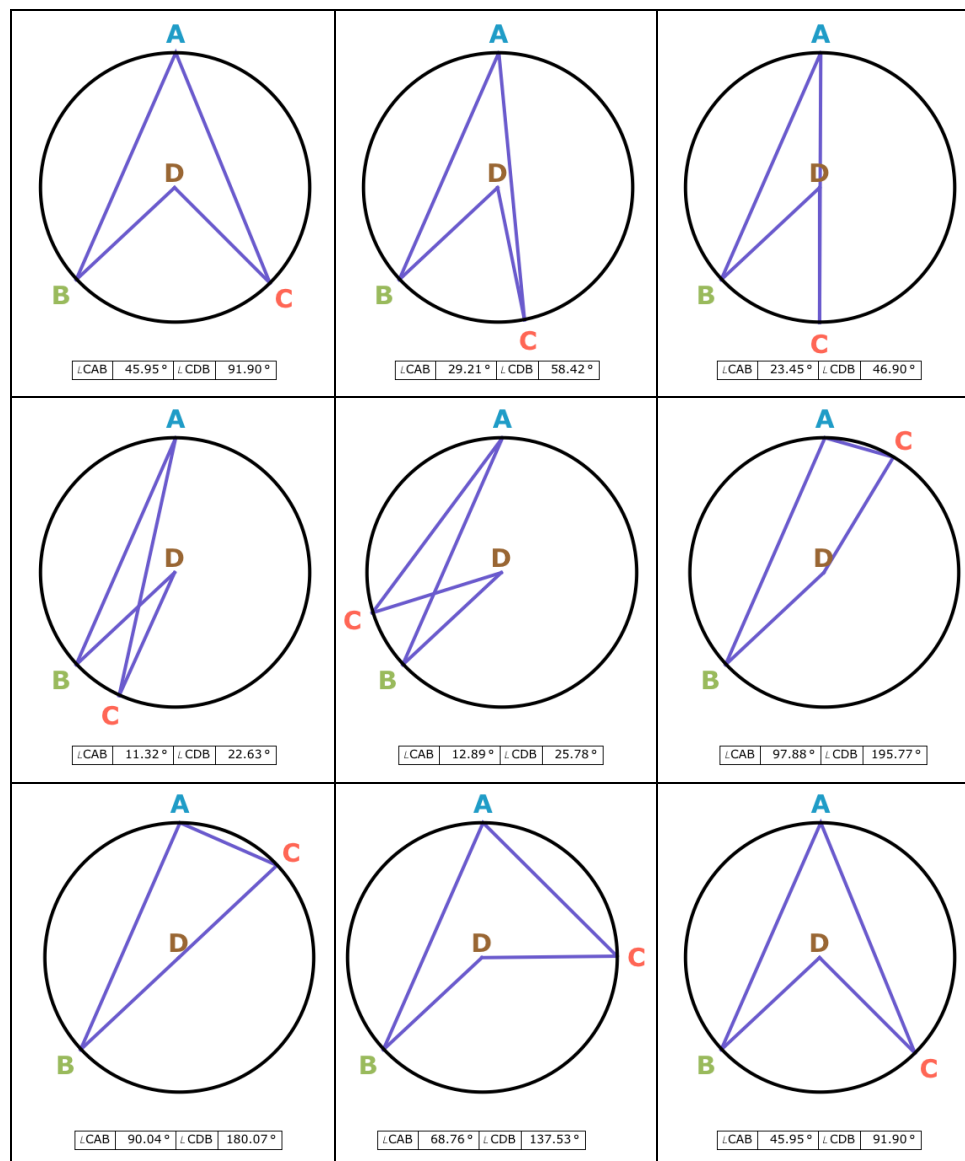 A
D
B
C
∠CAB 45.95° ∠CDB 91.90°
A
D
B
C
∠CAB 29.21° ∠CDB 58.42°
A
D
B
C
∠CAB 23.45° ∠CDB 46.90°
A
D
B
C
∠CAB 11.32° ∠CDB 22.63°
A
D
C
B
∠CAB 12.89° ∠CDB 25.78°
A
C
D
B
∠CAB 97.88° ∠CDB 195.77°
A
C
D
B
∠CAB 90.04° ∠CDB 180.07°
A
D
C
B
∠CAB 68.76° ∠CDB 137.53°
A
D
B
C
∠CAB 45.95° ∠CDB 91.90°